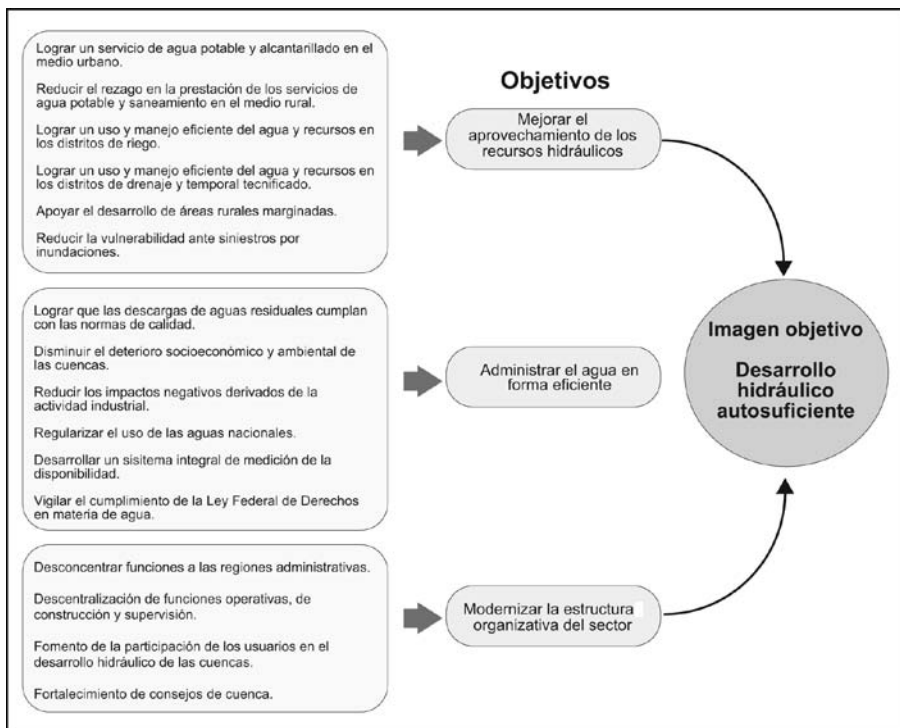 Lograr un servicio de agua potable y alcantarillado en el
medio urbano.
Reducir el rezago en la prestación de los servicios de
agua potable y saneamiento en el medio rural.
Lograr un uso y manejo eficiente del agua y recursos en
los distritos de riego.
Lograr un uso y manejo eficiente del agua y recursos en
los distritos de drenaje y temporal tecnificado.
Apoyar el desarrollo de áreas rurales marginadas.
Reducir la vulnerabilidad ante siniestros por
inundaciones.
Objetivos
Mejorar el
aprovechamiento de los
recursos hidráulicos
Lograr que las descargas de aguas residuales cumplan
con las normas de calidad.
Disminuir el deterioro socioeconómico y ambiental de
las cuencas.
Reducir los impactos negativos derivados de la
actividad industrial.
Regularizar el uso de las aguas nacionales.
Desarrollar un sisitema integral de medición de la
disponibilidad.
Vigilar el cumplimiento de la Ley Federal de Derechos
en materia de agua.
Administrar el agua en
forma eficiente
Imagen objetivo
Desarrollo
hidráulico
autosuficiente
Desconcentrar funciones a las regiones administrativas.
Descentralización de funciones operativas, de
construcción y supervisión.
Fomento de la participación de los usuarios en el
desarrollo hidráulico de las cuencas.
Fortalecimiento de consejos de cuenca.
Modernizar la estructura
organizativa del sector